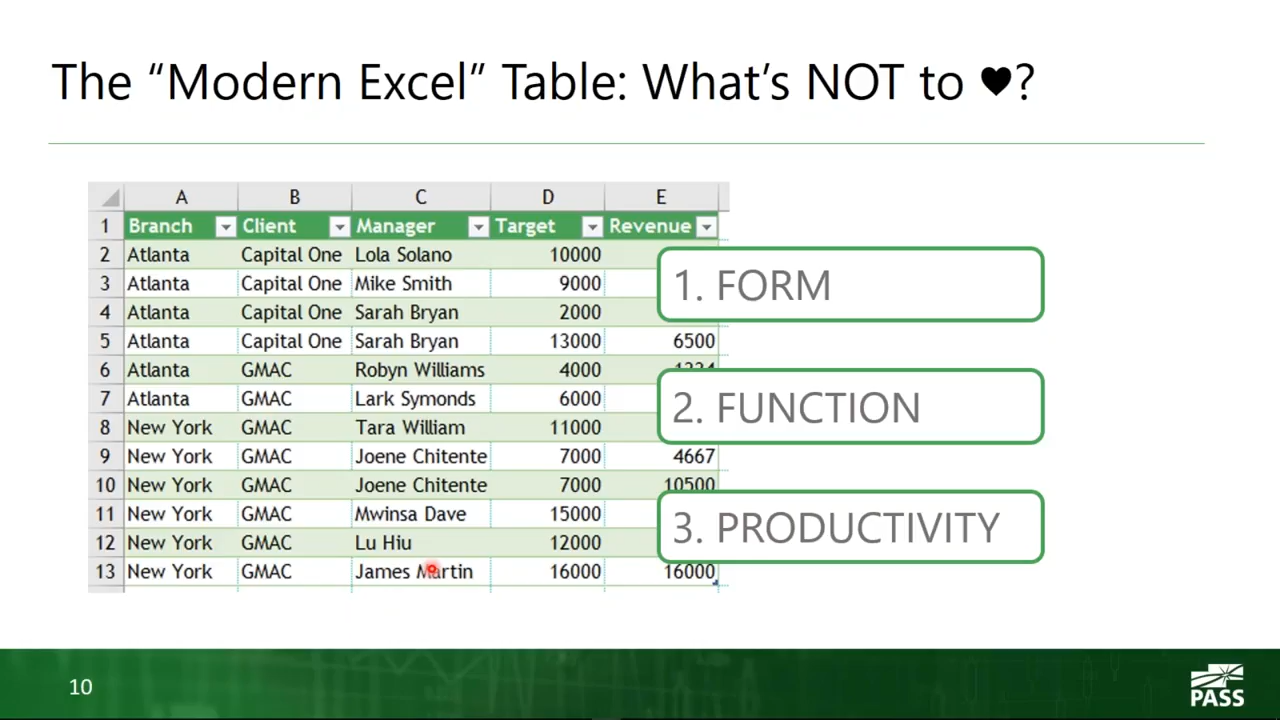 The “Modern Excel” Table: What’s NOT to ♥?
A B C D E
1 Branch Client Manager Target Revenue
2 Atlanta Capital One Lola Solano 10000
3 Atlanta Capital One Mike Smith 9000
4 Atlanta Capital One Sarah Bryan 2000
5 Atlanta Capital One Sarah Bryan 13000 6500
6 Atlanta GMAC Robyn Williams 4000
7 Atlanta GMAC Lark Symonds 6000
8 New York GMAC Tara William 11000
9 New York GMAC Joene Chitente 7000 4667
10 New York GMAC Joene Chitente 7000 10500
11 New York GMAC Mwinsa Dave 15000
12 New York GMAC Lu Hiu 12000
13 New York GMAC James Martin 16000 16000
1. FORM
2. FUNCTION
3. PRODUCTIVITY
10
PASS